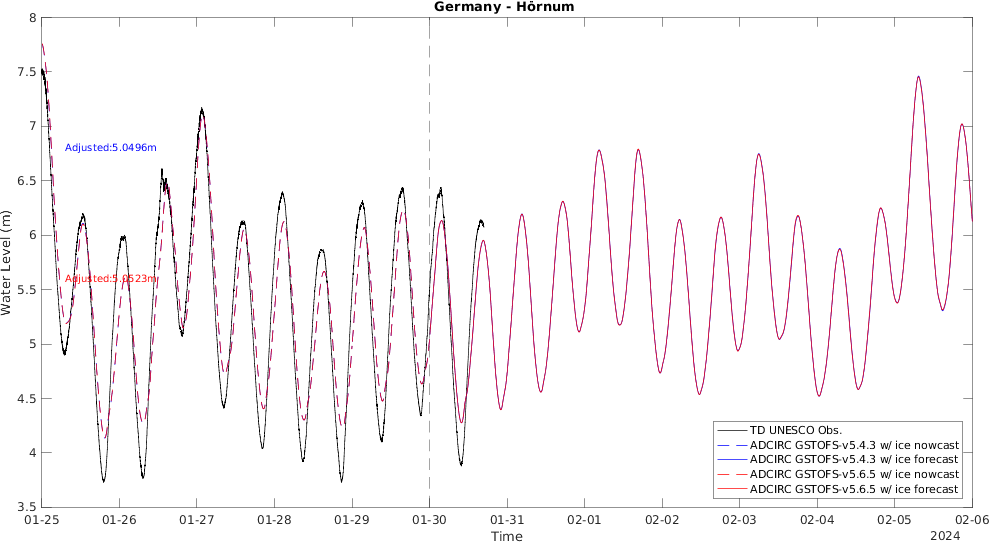 Germany - Hörnum
8
7.5
7
6.5
6
5.5
5
4.5
4
3.5
Water Level (m)
Adjusted:5.0496m
Adjusted:5.0523m
TD UNESCO Obs.
ADCIRC GSTOFS-v5.4.3 w/ ice nowcast
ADCIRC GSTOFS-v5.4.3 w/ ice forecast
ADCIRC GSTOFS-v5.6.5 w/ ice nowcast
ADCIRC GSTOFS-v5.6.5 w/ ice forecast
01-25 01-26 01-27 01-28 01-29 01-30 01-31 02-01 02-02 02-03 02-04 02-05 02-06
Time
2024